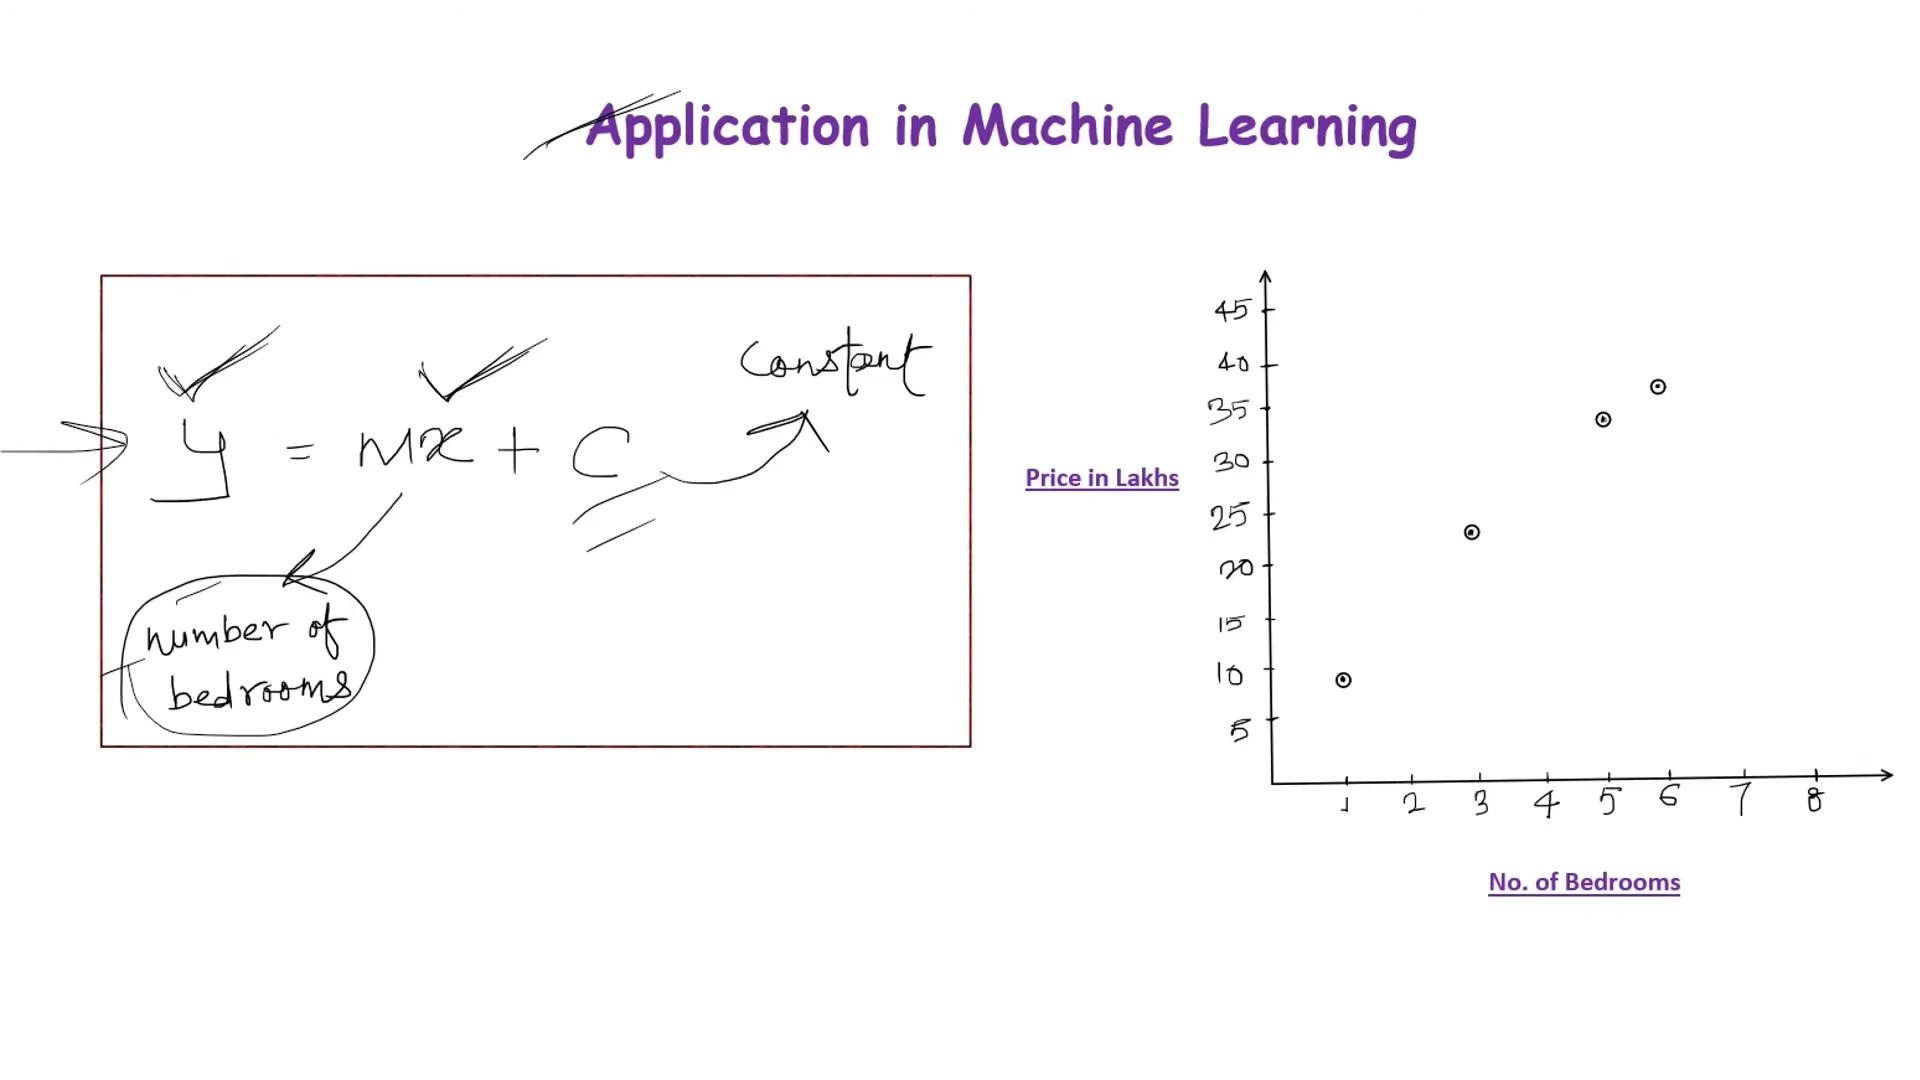 Application in Machine Learning
Constant
y = mx + C
number of
bedrooms
Price in Lakhs
45
40
35
30
25
20
15
10
5
1 2 3 4 5 6 7 8
No. of Bedrooms